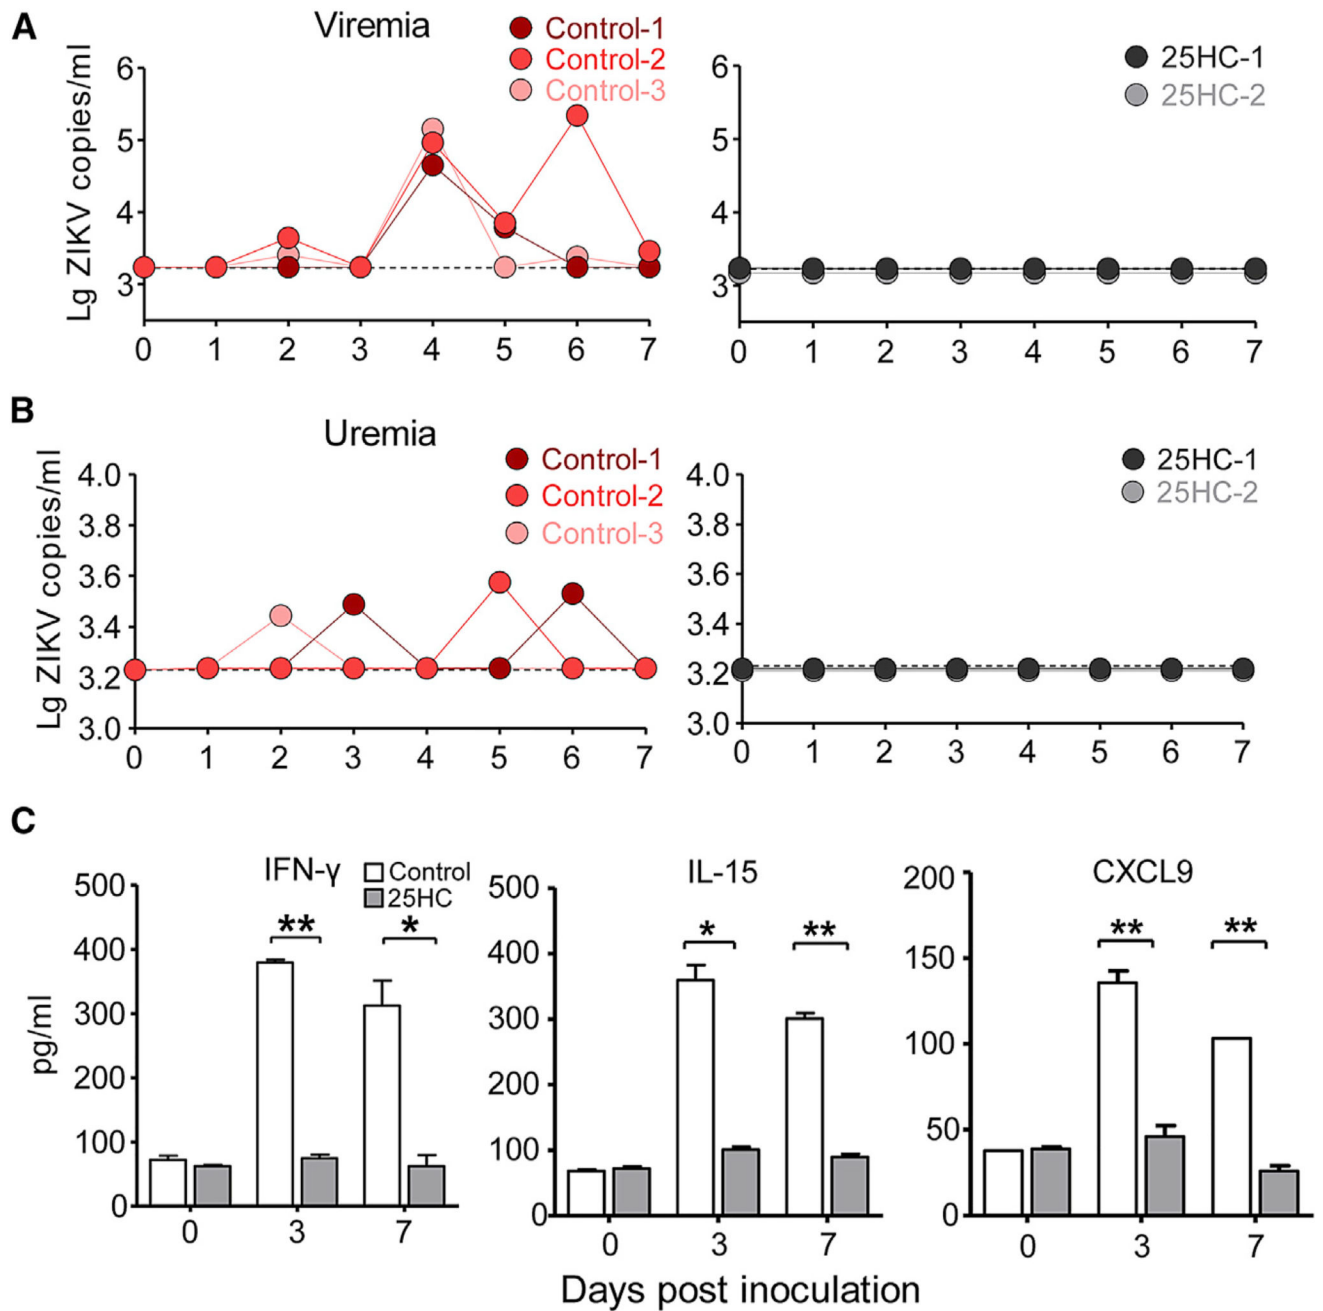 A
Viremia
Control-1
Control-2
Control-3
25HC-1
25HC-2
Lg ZIKV copies/ml
6
5
4
3
0 1 2 3 4 5 6 7
6
5
4
3
0 1 2 3 4 5 6 7
B
Uremia
Control-1
Control-2
Control-3
25HC-1
25HC-2
Lg ZIKV copies/ml
4.0
3.8
3.6
3.4
3.2
3.0
0 1 2 3 4 5 6 7
4.0
3.8
3.6
3.4
3.2
3.0
0 1 2 3 4 5 6 7
C
IFN-γ
Control
25HC
pg/ml
500
400
300
200
100
0
** *
0 3 7
IL-15
500
400
300
200
100
0
* **
0 3 7
CXCL9
200
150
100
50
0
** **
0 3 7
Days post inoculation